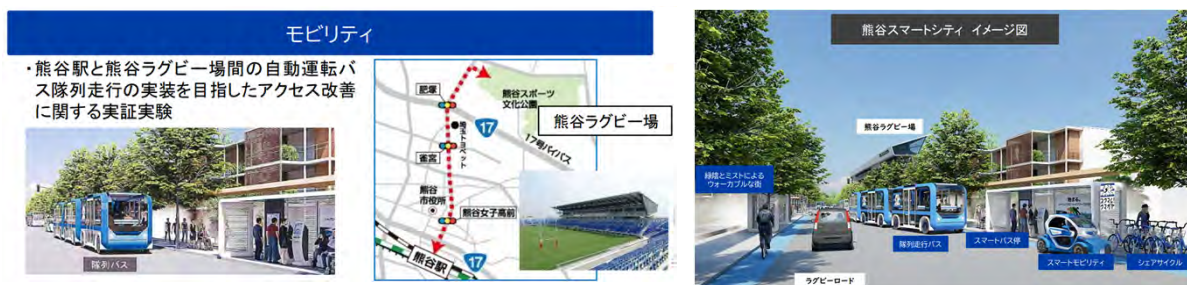 モビリティ
・熊谷駅と熊谷ラグビー場間の自動運転バ
ス隊列走行の実装を目指したアクセス改善
に関する実証実験
隊列バス
肥塚
熊谷スポーツ
文化公園
埼玉トヨペット
17
17号バイパス
熊谷ラグビー場
雀宮
熊谷
市役所
熊谷女子高前
熊谷駅
17
熊谷スマートシティ イメージ図
熊谷ラグビー場
緑陰とミストによる
ウォーカブルな街
隊列走行バス
スマートバス停
スマートモビリティ
シェアサイクル
ラグビーロード